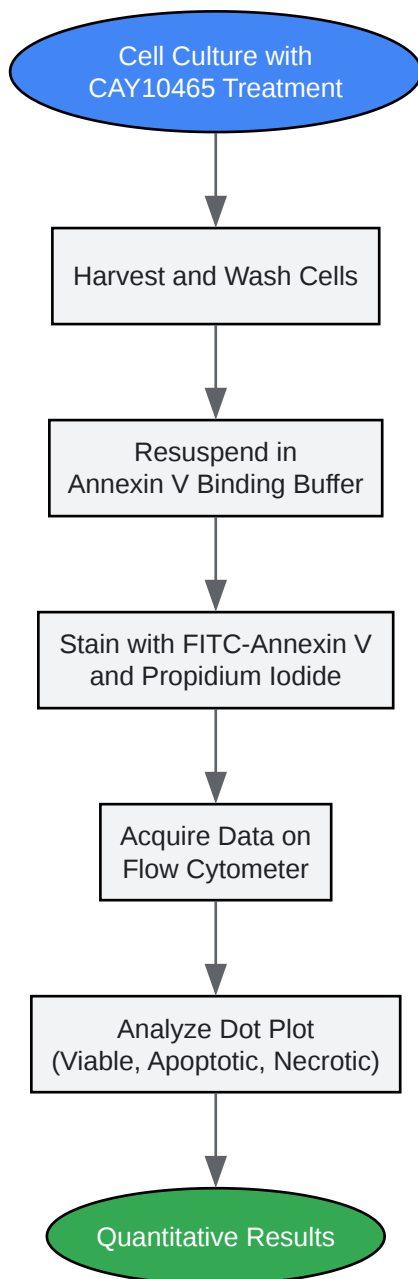 Cell Culture with
CAY10465 Treatment
Harvest and Wash Cells
Resuspend in
Annexin V Binding Buffer
Stain with FITC-Annexin V
and Propidium Iodide
Acquire Data on
Flow Cytometer
Analyze Dot Plot
(Viable, Apoptotic, Necrotic)
Quantitative Results